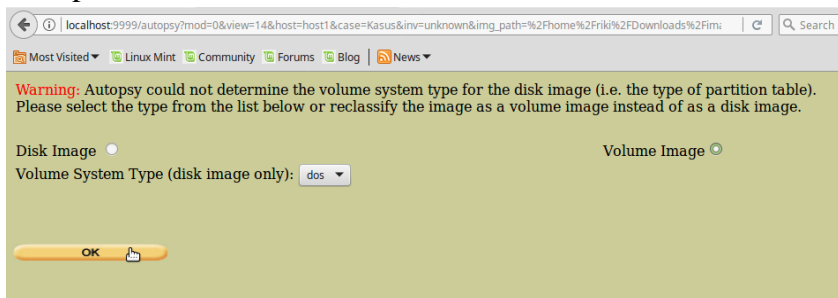 localhost:9999/autopsy?mod=0&view=14&host=host1&case=Kasus&inv=unknown&img_path=%2Fhome%2Friki%2FDownloads%2Fima Search
Most Visited Linux Mint Community Forums Blog News
Warning: Autopsy could not determine the volume system type for the disk image (i.e. the type of partition table).
Please select the type from the list below or reclassify the image as a volume image instead of as a disk image.
Disk Image Volume Image
Volume System Type (disk image only): dos
OK